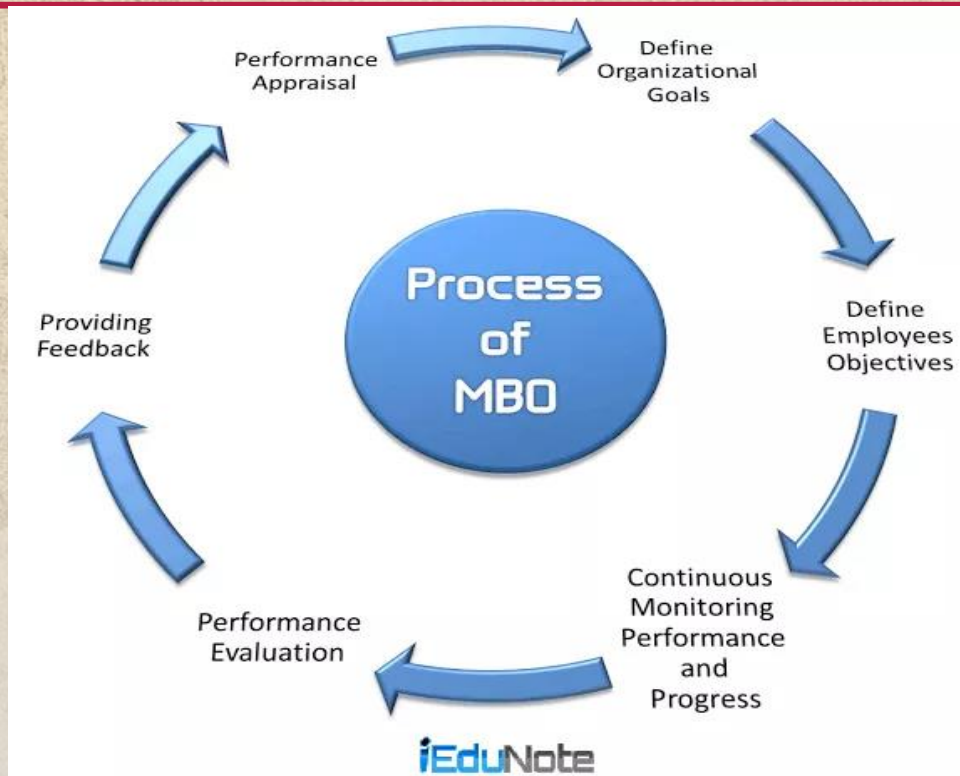 Process
of
MBO
Define
Organizational
Goals
Define
Employees
Objectives
Continuous
Monitoring
Performance
and
Progress
Performance
Evaluation
Providing
Feedback
Performance
Appraisal
iEduNote